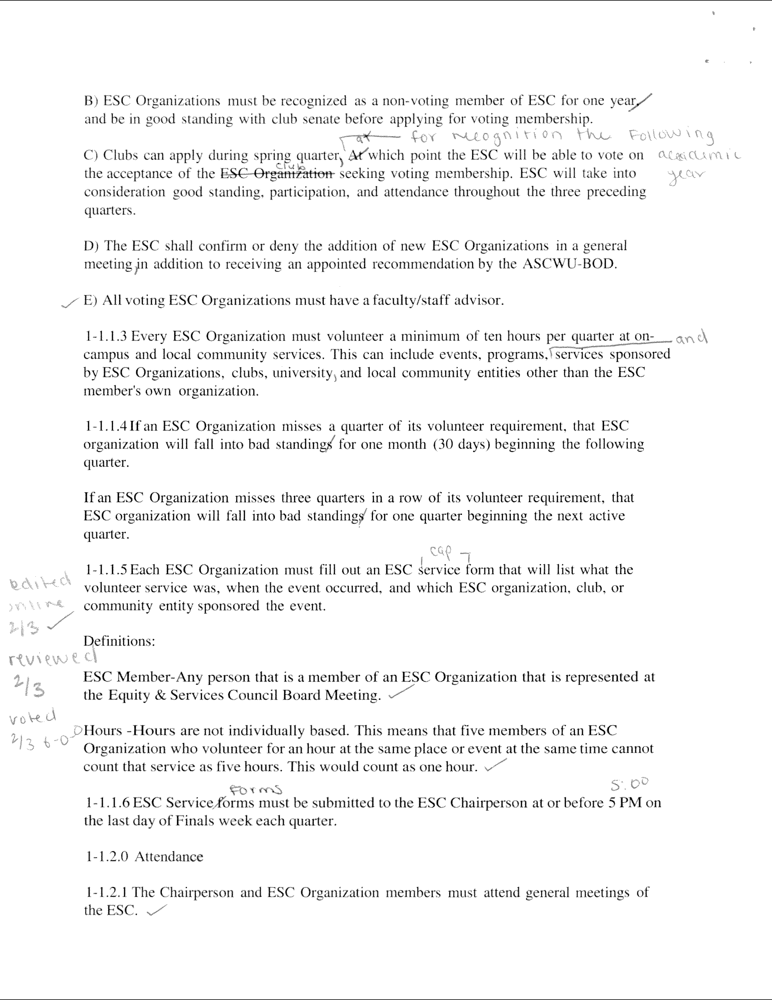 B) ESC Organizations must be recognized as a non-voting member of ESC for one year,
and be in good standing with club senate before applying for voting membership.
at for recognition the Following
C) Clubs can apply during spring quarter, At which point the ESC will be able to vote on academic
club
the acceptance of the ESC Organization seeking voting membership. ESC will take into year
consideration good standing, participation, and attendance throughout the three preceding
quarters.
D) The ESC shall confirm or deny the addition of new ESC Organizations in a general
meeting, in addition to receiving an appointed recommendation by the ASCWU-BOD.
✓ E) All voting ESC Organizations must have a faculty/staff advisor.
1-1.1.3 Every ESC Organization must volunteer a minimum of ten hours per quarter at on- and
campus and local community services. This can include events, programs, services sponsored
by ESC Organizations, clubs, university, and local community entities other than the ESC
member's own organization.
1-1.1.4 If an ESC Organization misses a quarter of its volunteer requirement, that ESC
organization will fall into bad standings for one month (30 days) beginning the following
quarter.
If an ESC Organization misses three quarters in a row of its volunteer requirement, that
ESC organization will fall into bad standings for one quarter beginning the next active
quarter.
cap
1-1.1.5 Each ESC Organization must fill out an ESC service form that will list what the
edited
volunteer service was, when the event occurred, and which ESC organization, club, or
online
community entity sponsored the event.
2/3 ✓
Definitions:
reviewed
2/3
ESC Member-Any person that is a member of an ESC Organization that is represented at
the Equity & Services Council Board Meeting. ✓
voted
2/3 6-0-0
Hours -Hours are not individually based. This means that five members of an ESC
Organization who volunteer for an hour at the same place or event at the same time cannot
count that service as five hours. This would count as one hour. ✓
Forms 5:00
1-1.1.6 ESC Service forms must be submitted to the ESC Chairperson at or before 5 PM on
the last day of Finals week each quarter.
1-1.2.0 Attendance
1-1.2.1 The Chairperson and ESC Organization members must attend general meetings of
the ESC. ✓